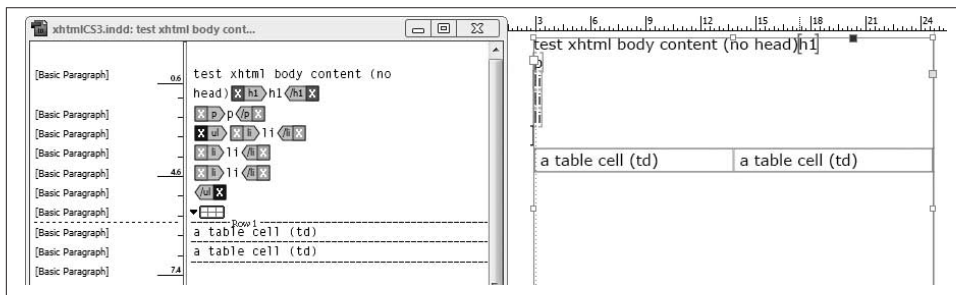 xhtmlCS3.indd: test xhtml body cont...
[Basic Paragraph] 0.6 test xhtml body content (no
head) X h1 h1 /h1 X
[Basic Paragraph] X p p /p X
[Basic Paragraph] X ul X li li /li X
[Basic Paragraph] X li li /li X
[Basic Paragraph] 4.6 X li li /li X
[Basic Paragraph] /ul X
[Basic Paragraph]
Row 1
[Basic Paragraph] a table cell (td)
[Basic Paragraph] a table cell (td)
[Basic Paragraph] 7.4
3 6 9 12 15 18 21 24
test xhtml body content (no head)[h1]
p
li
li
li
a table cell (td) a table cell (td)